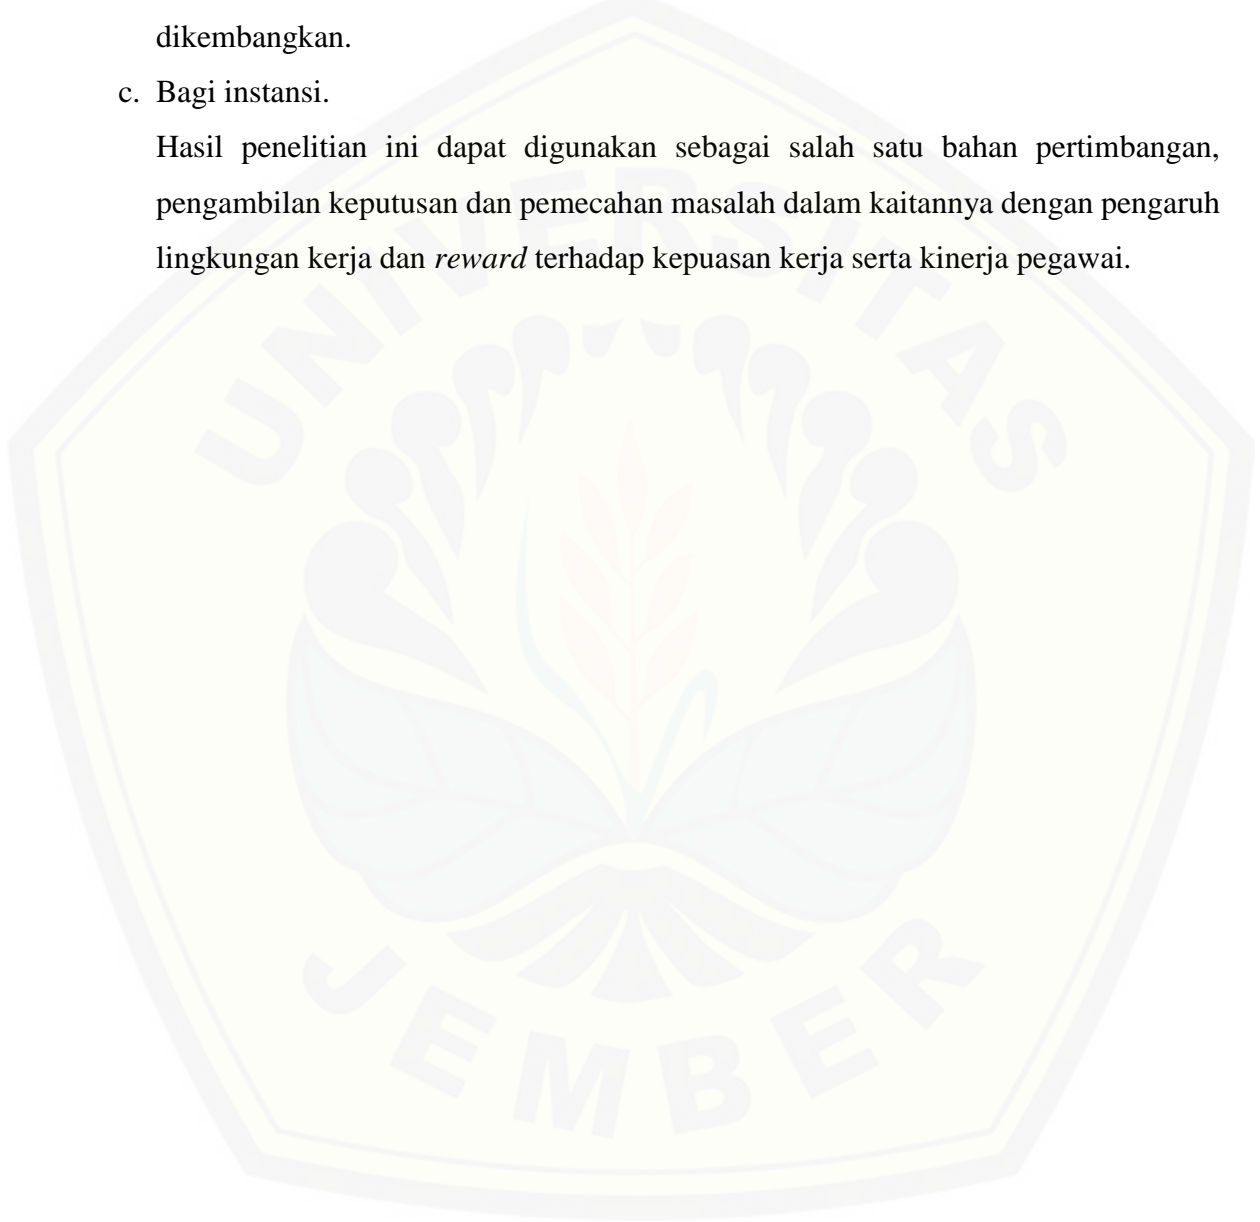 dikembangkan.
c. Bagi instansi.
Hasil penelitian ini dapat digunakan sebagai salah satu bahan pertimbangan,
pengambilan keputusan dan pemecahan masalah dalam kaitannya dengan pengaruh
lingkungan kerja dan reward terhadap kepuasan kerja serta kinerja pegawai.
UNIVERSITAS
JEMBER